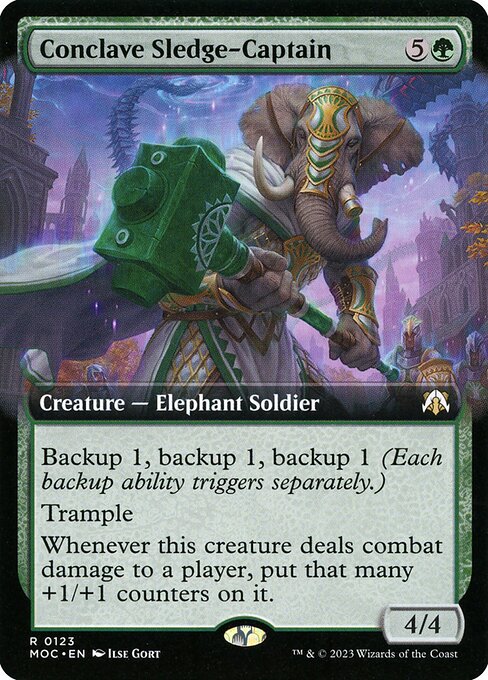 Conclave Sledge-Captain 5
Creature — Elephant Soldier
Backup 1, backup 1, backup 1 (Each
backup ability triggers separately.)
Trample
Whenever this creature deals combat
damage to a player, put that many
+1/+1 counters on it.
4/4
R 0123
MOC • EN Ilse Gort
™ & © 2023 Wizards of the Coast